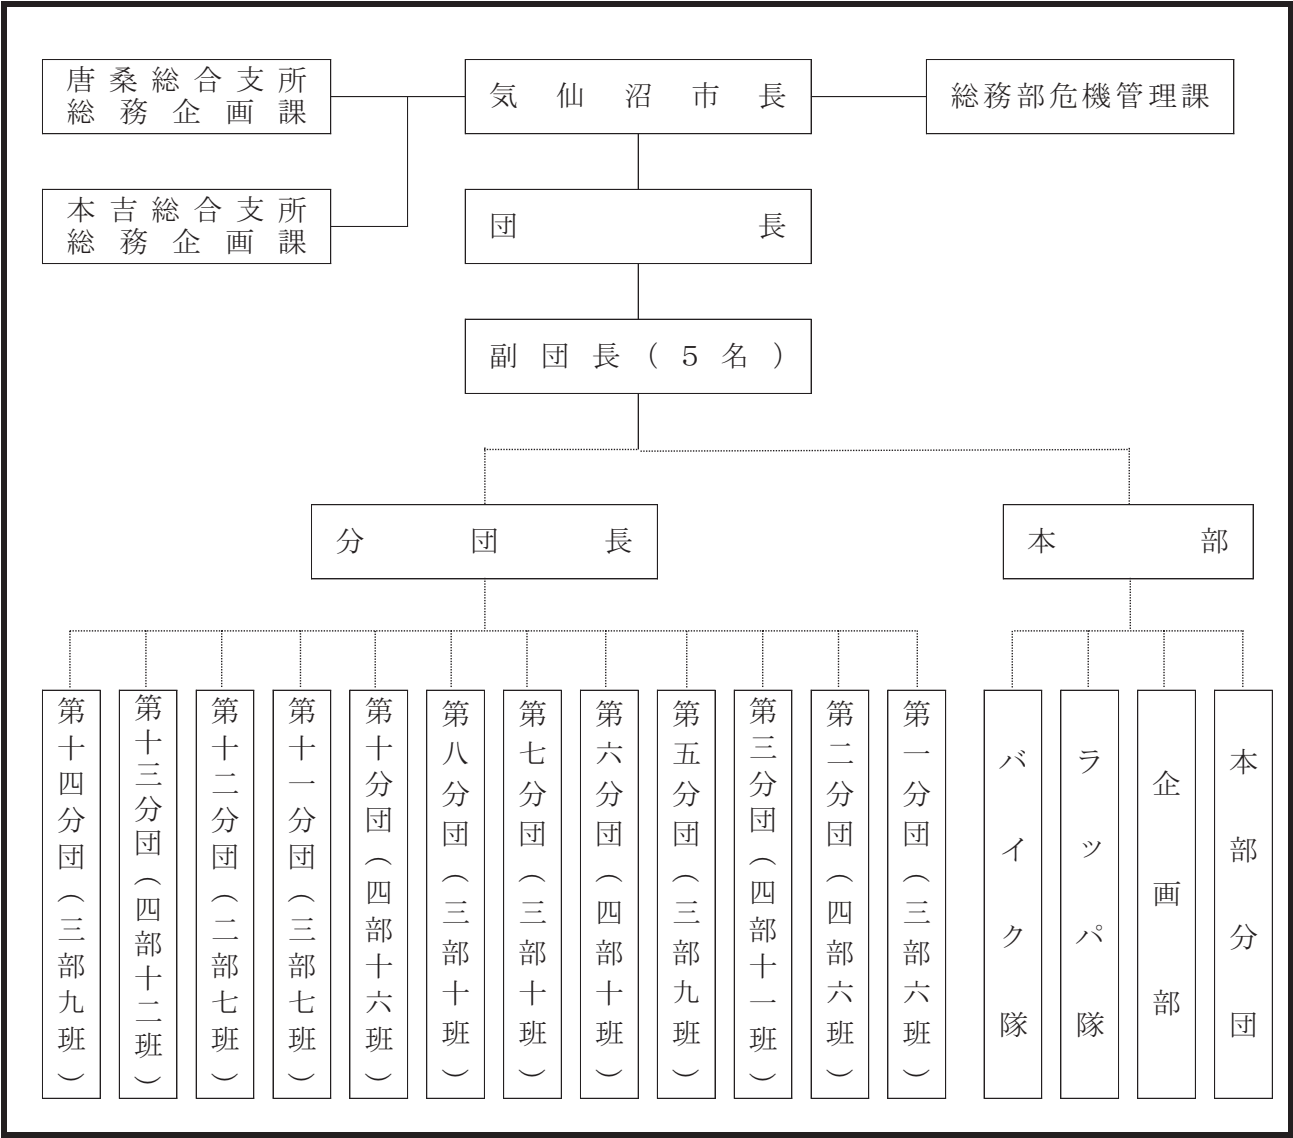 唐桑総合支所
総務企画課
気仙沼市長
総務部危機管理課
本吉総合支所
総務企画課
団長
副団長(5名)
分団長
本部
第十四分団(三部九班)
第十三分団(四部十二班)
第十二分団(二部七班)
第十一分団(三部七班)
第十分団(四部十六班)
第八分団(三部十班)
第七分団(三部十班)
第六分団(四部十班)
第五分団(三部九班)
第三分団(四部十一班)
第二分団(四部六班)
第一分団(三部六班)
バイク隊
ラッパ隊
企画部
本部分団